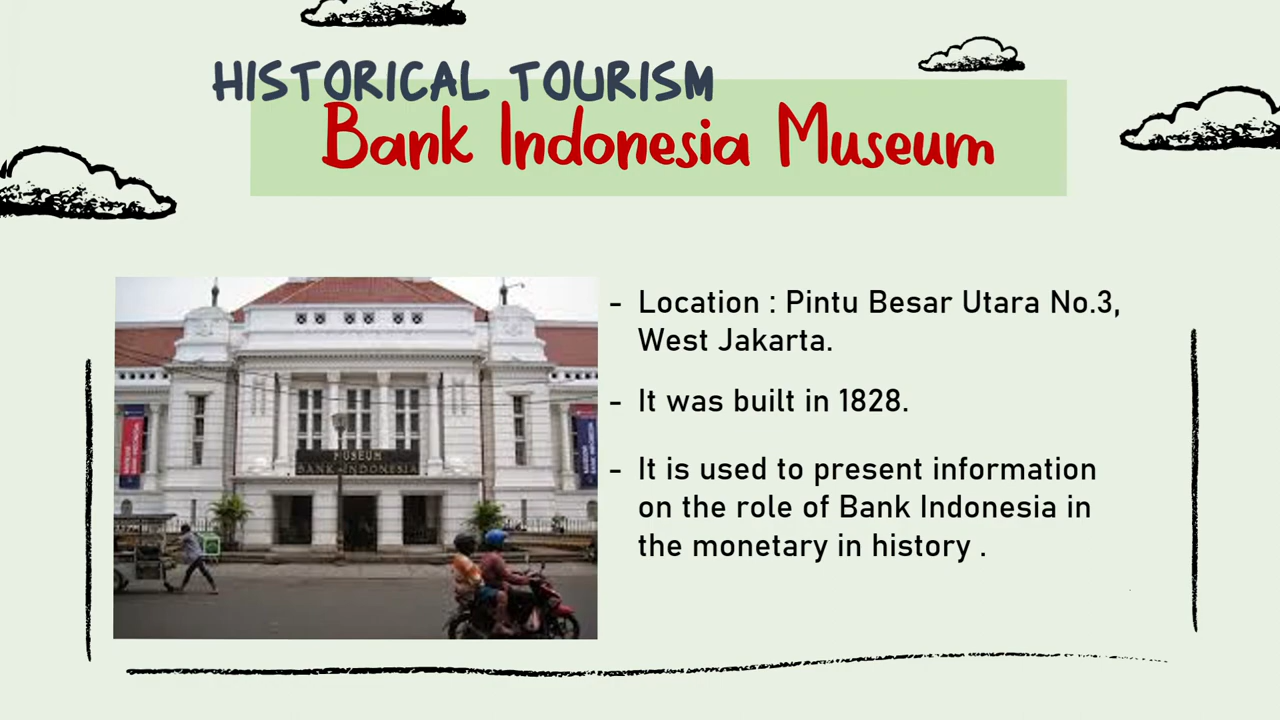 HISTORICAL TOURISM
Bank Indonesia Museum
- Location : Pintu Besar Utara No.3,
West Jakarta.
- It was built in 1828.
- It is used to present information
on the role of Bank Indonesia in
the monetary in history .
MUSEUM
BANK INDONESIA